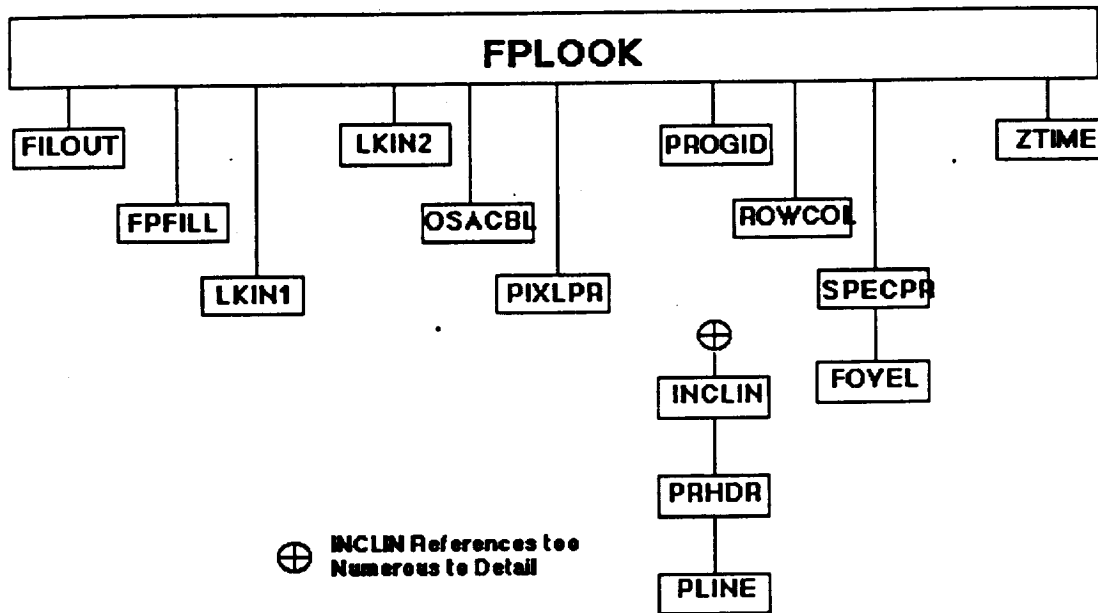 FPLOOK
FILOUT
LKIN2
PROGID
ZTIME
FPFILL
OSACBL
ROWCOL
LKIN1
PIXLPR
SPECPR
FOVEL
INCLIN
PRHDR
INCLIN References too
Numerous to Detail
PLINE